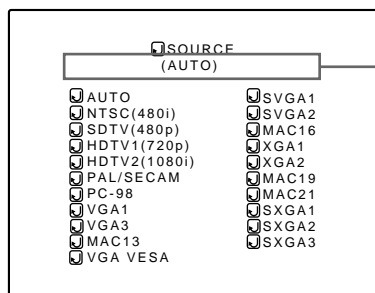 SOURCE
(AUTO)
AUTO
NTSC(480i)
SDTV(480p)
HDTV1(720p)
HDTV2(1080i)
PAL/SECAM
PC-98
VGA1
VGA3
MAC13
VGA VESA
SVGA1
SVGA2
MAC16
XGA1
XGA2
MAC19
MAC21
SXGA1
SXGA2
SXGA3